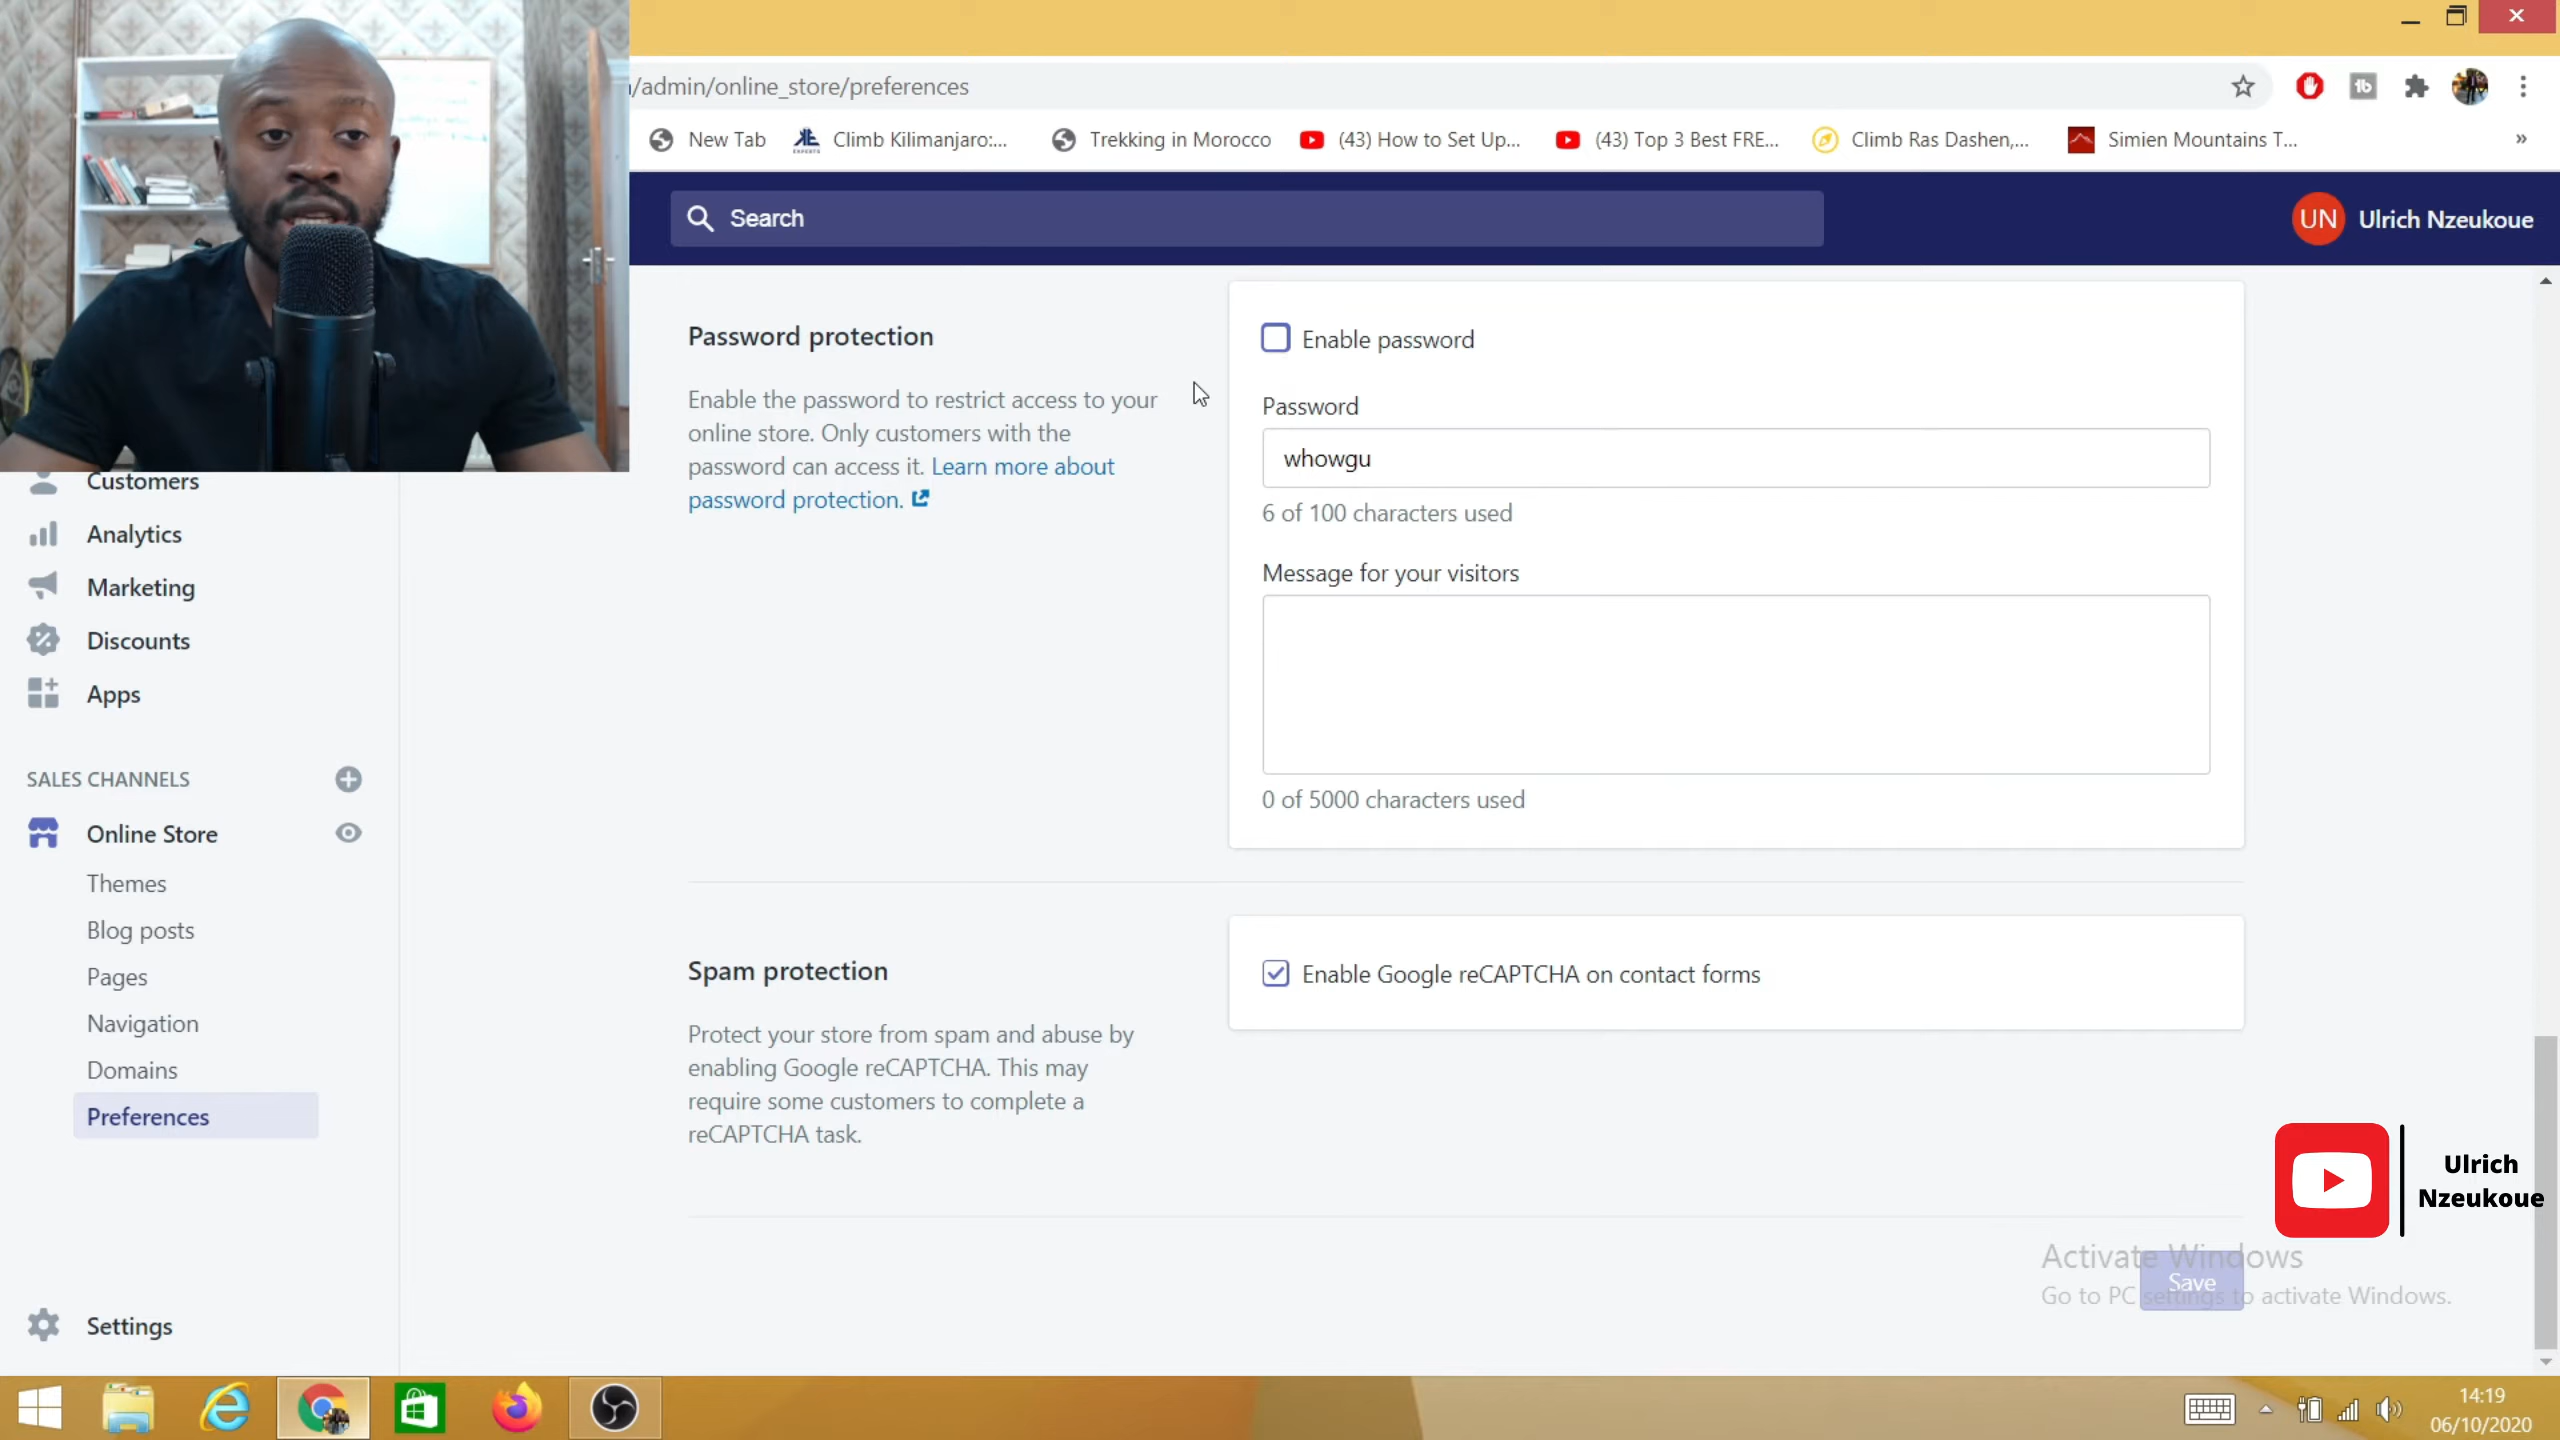 /admin/online_store/preferences
New Tab
Climb Kilimanjaro:...
Trekking in Morocco
(43) How to Set Up...
(43) Top 3 Best FRE...
Climb Ras Dashen,...
Simien Mountains T...
»
Search
UN
Ulrich Nzeukoue
Password protection
Enable the password to restrict access to your
online store. Only customers with the
password can access it. Learn more about
password protection.
Enable password
Password
whowgu
6 of 100 characters used
Message for your visitors
0 of 5000 characters used
Spam protection
Protect your store from spam and abuse by
enabling Google reCAPTCHA. This may
require some customers to complete a
reCAPTCHA task.
Enable Google reCAPTCHA on contact forms
Customers
Analytics
Marketing
Discounts
Apps
SALES CHANNELS
Online Store
Themes
Blog posts
Pages
Navigation
Domains
Preferences
Settings
Ulrich
Nzeukoue
Activate Windows
Go to PC settings to activate Windows.
Save
14:19
06/10/2020